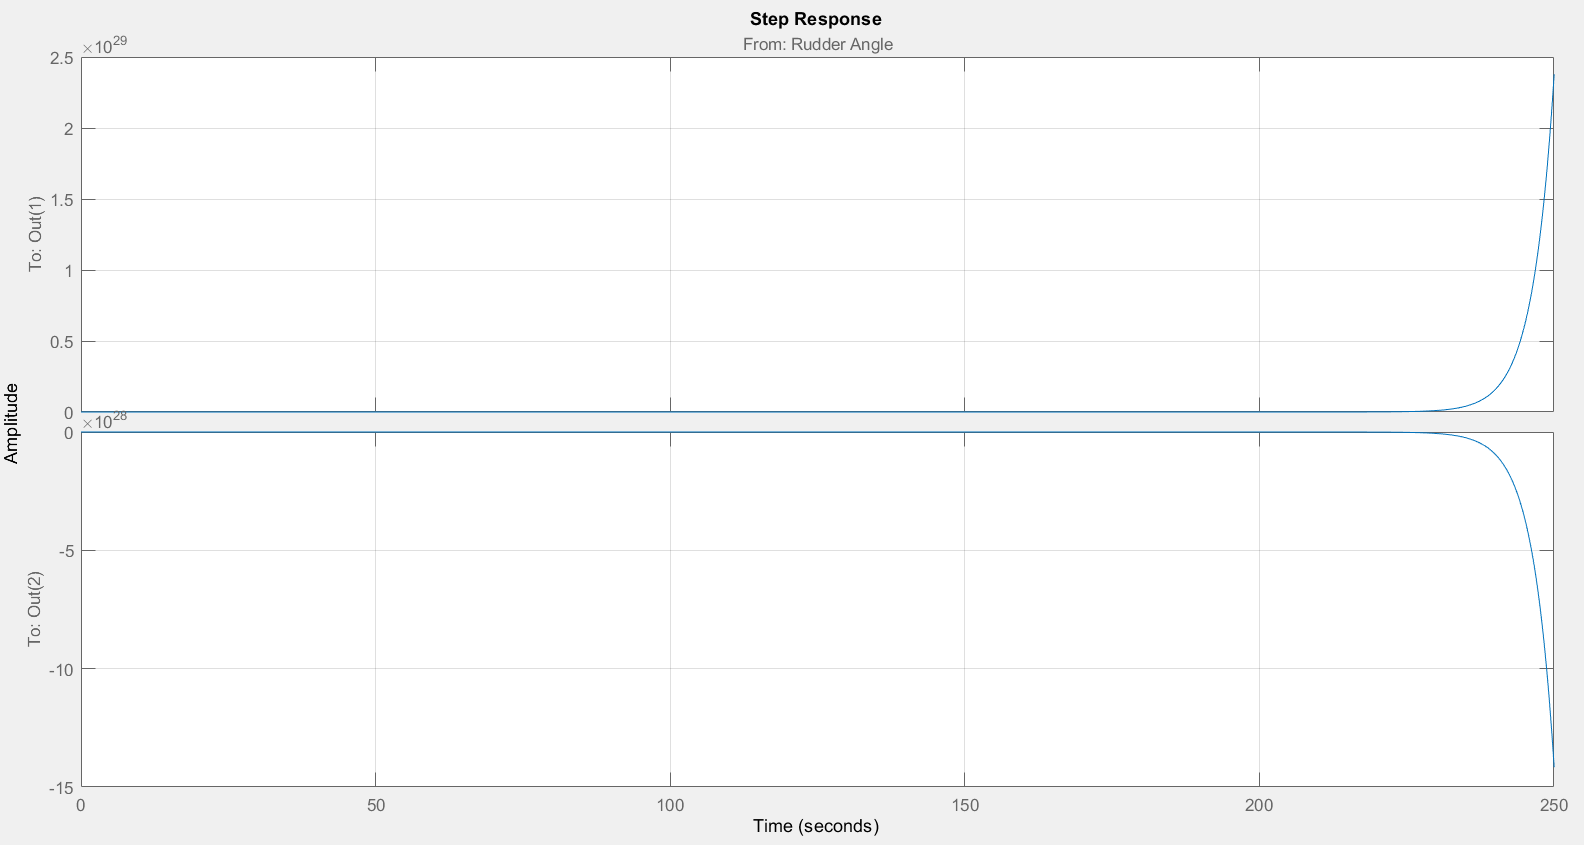 Step Response
From: Rudder Angle
×10^29
2.5
2
1.5
1
0.5
0
To: Out(1)
Amplitude
×10^28
0
-5
-10
-15
To: Out(2)
0 50 100 150 200 250
Time (seconds)